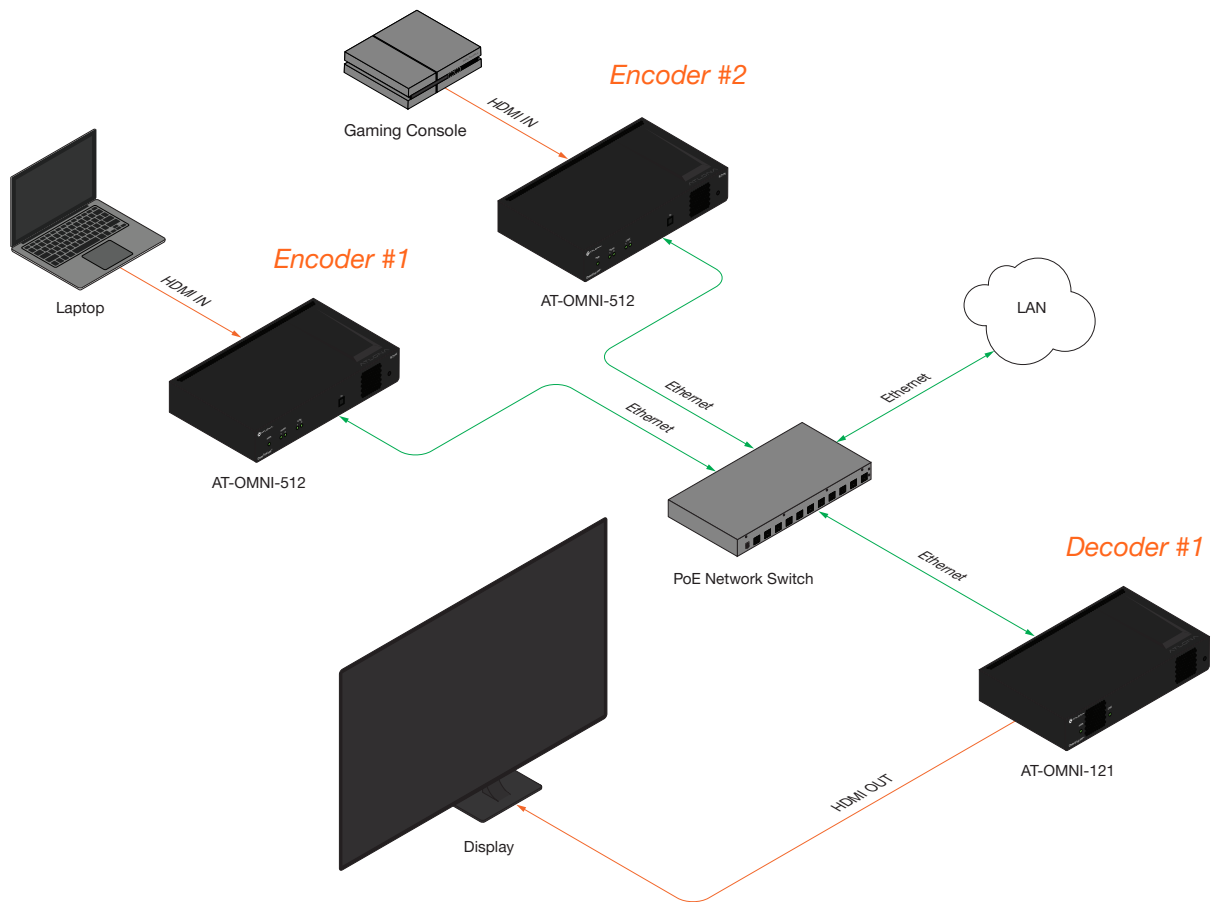 Encoder #2
HDMI IN
Gaming Console
Encoder #1
HDMI IN
Laptop
AT-OMNI-512
LAN
Ethernet
Ethernet
Ethernet
AT-OMNI-512
PoE Network Switch
Ethernet
Decoder #1
AT-OMNI-121
HDMI OUT
Display